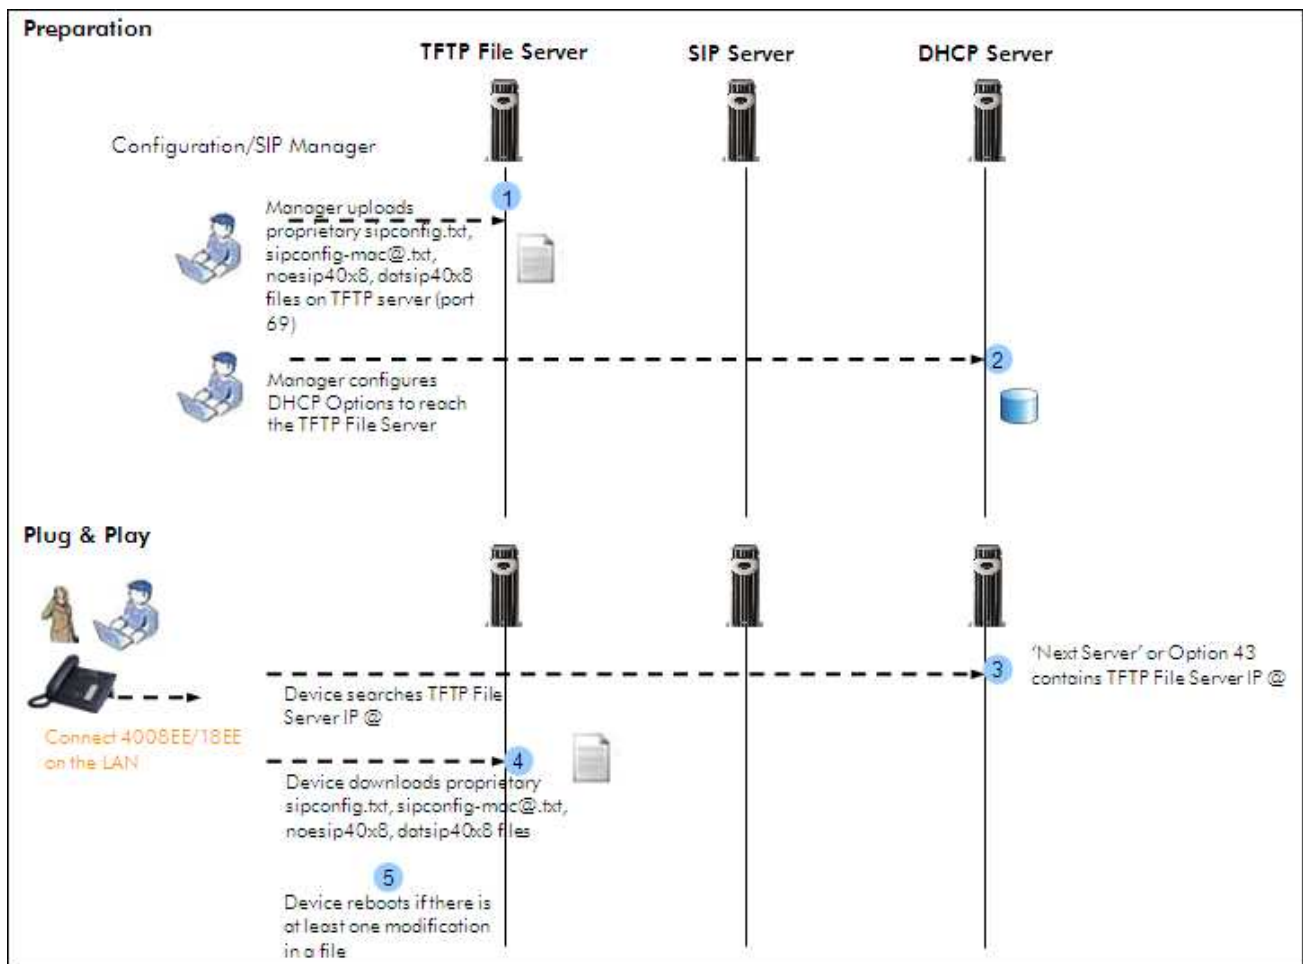 Preparation
TFTP File Server
SIP Server
DHCP Server
Configuration/SIP Manager
1
Manager uploads
proprietary sipconfig.txt,
sipconfig-mac@.txt,
noesip40x8, datsip40x8
files on TFTP server (port
69)
2
Manager configures
DHCP Options to reach
the TFTP File Server
Plug & Play
3
'Next Server' or Option 43
contains TFTP File Server IP @
Device searches TFTP File
Server IP @
Connect 4008EE/18EE
on the LAN
4
Device downloads proprietary
sipconfig.txt, sipconfig-mac@.txt,
noesip40x8, datsip40x8 files
5
Device reboots if there is
at least one modification
in a file